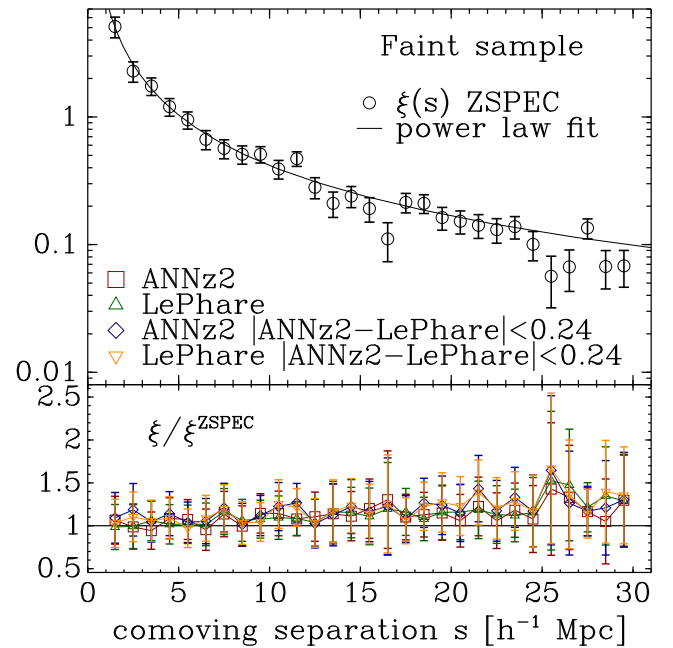 Faint sample
ξ(s) ZSPEC
power law fit
1
0.1
0.01
ANNz2
LePhare
ANNz2 |ANNz2−LePhare|<0.24
LePhare |ANNz2−LePhare|<0.24
ξ/ξ^ZSPEC
2.5
2
1.5
1
0.5
0 5 10 15 20 25 30
comoving separation s [h⁻¹ Mpc]